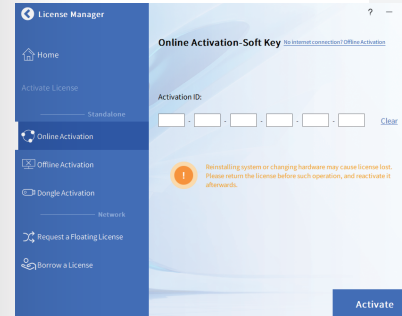 License Manager
? —
Home
Activate License
Standalone
Online Activation
Offline Activation
Dongle Activation
Network
Request a Floating License
Borrow a License
Online Activation-Soft Key No internet connection? Offline Activation
Activation ID:
- - - - - Clear
! Reinstalling system or changing hardware may cause license lost.
Please return the license before such operation, and reactivate it
afterwards.
Activate